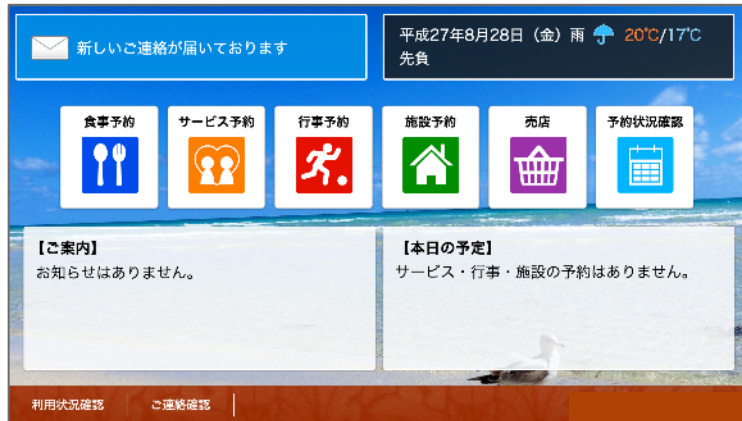 新しいご連絡が届いております
平成27年8月28日（金）雨 20℃/17℃
先負
食事予約
サービス予約
行事予約
施設予約
売店
予約状況確認
【ご案内】
お知らせはありません。
【本日の予定】
サービス・行事・施設の予約はありません。
利用状況確認
ご連絡確認